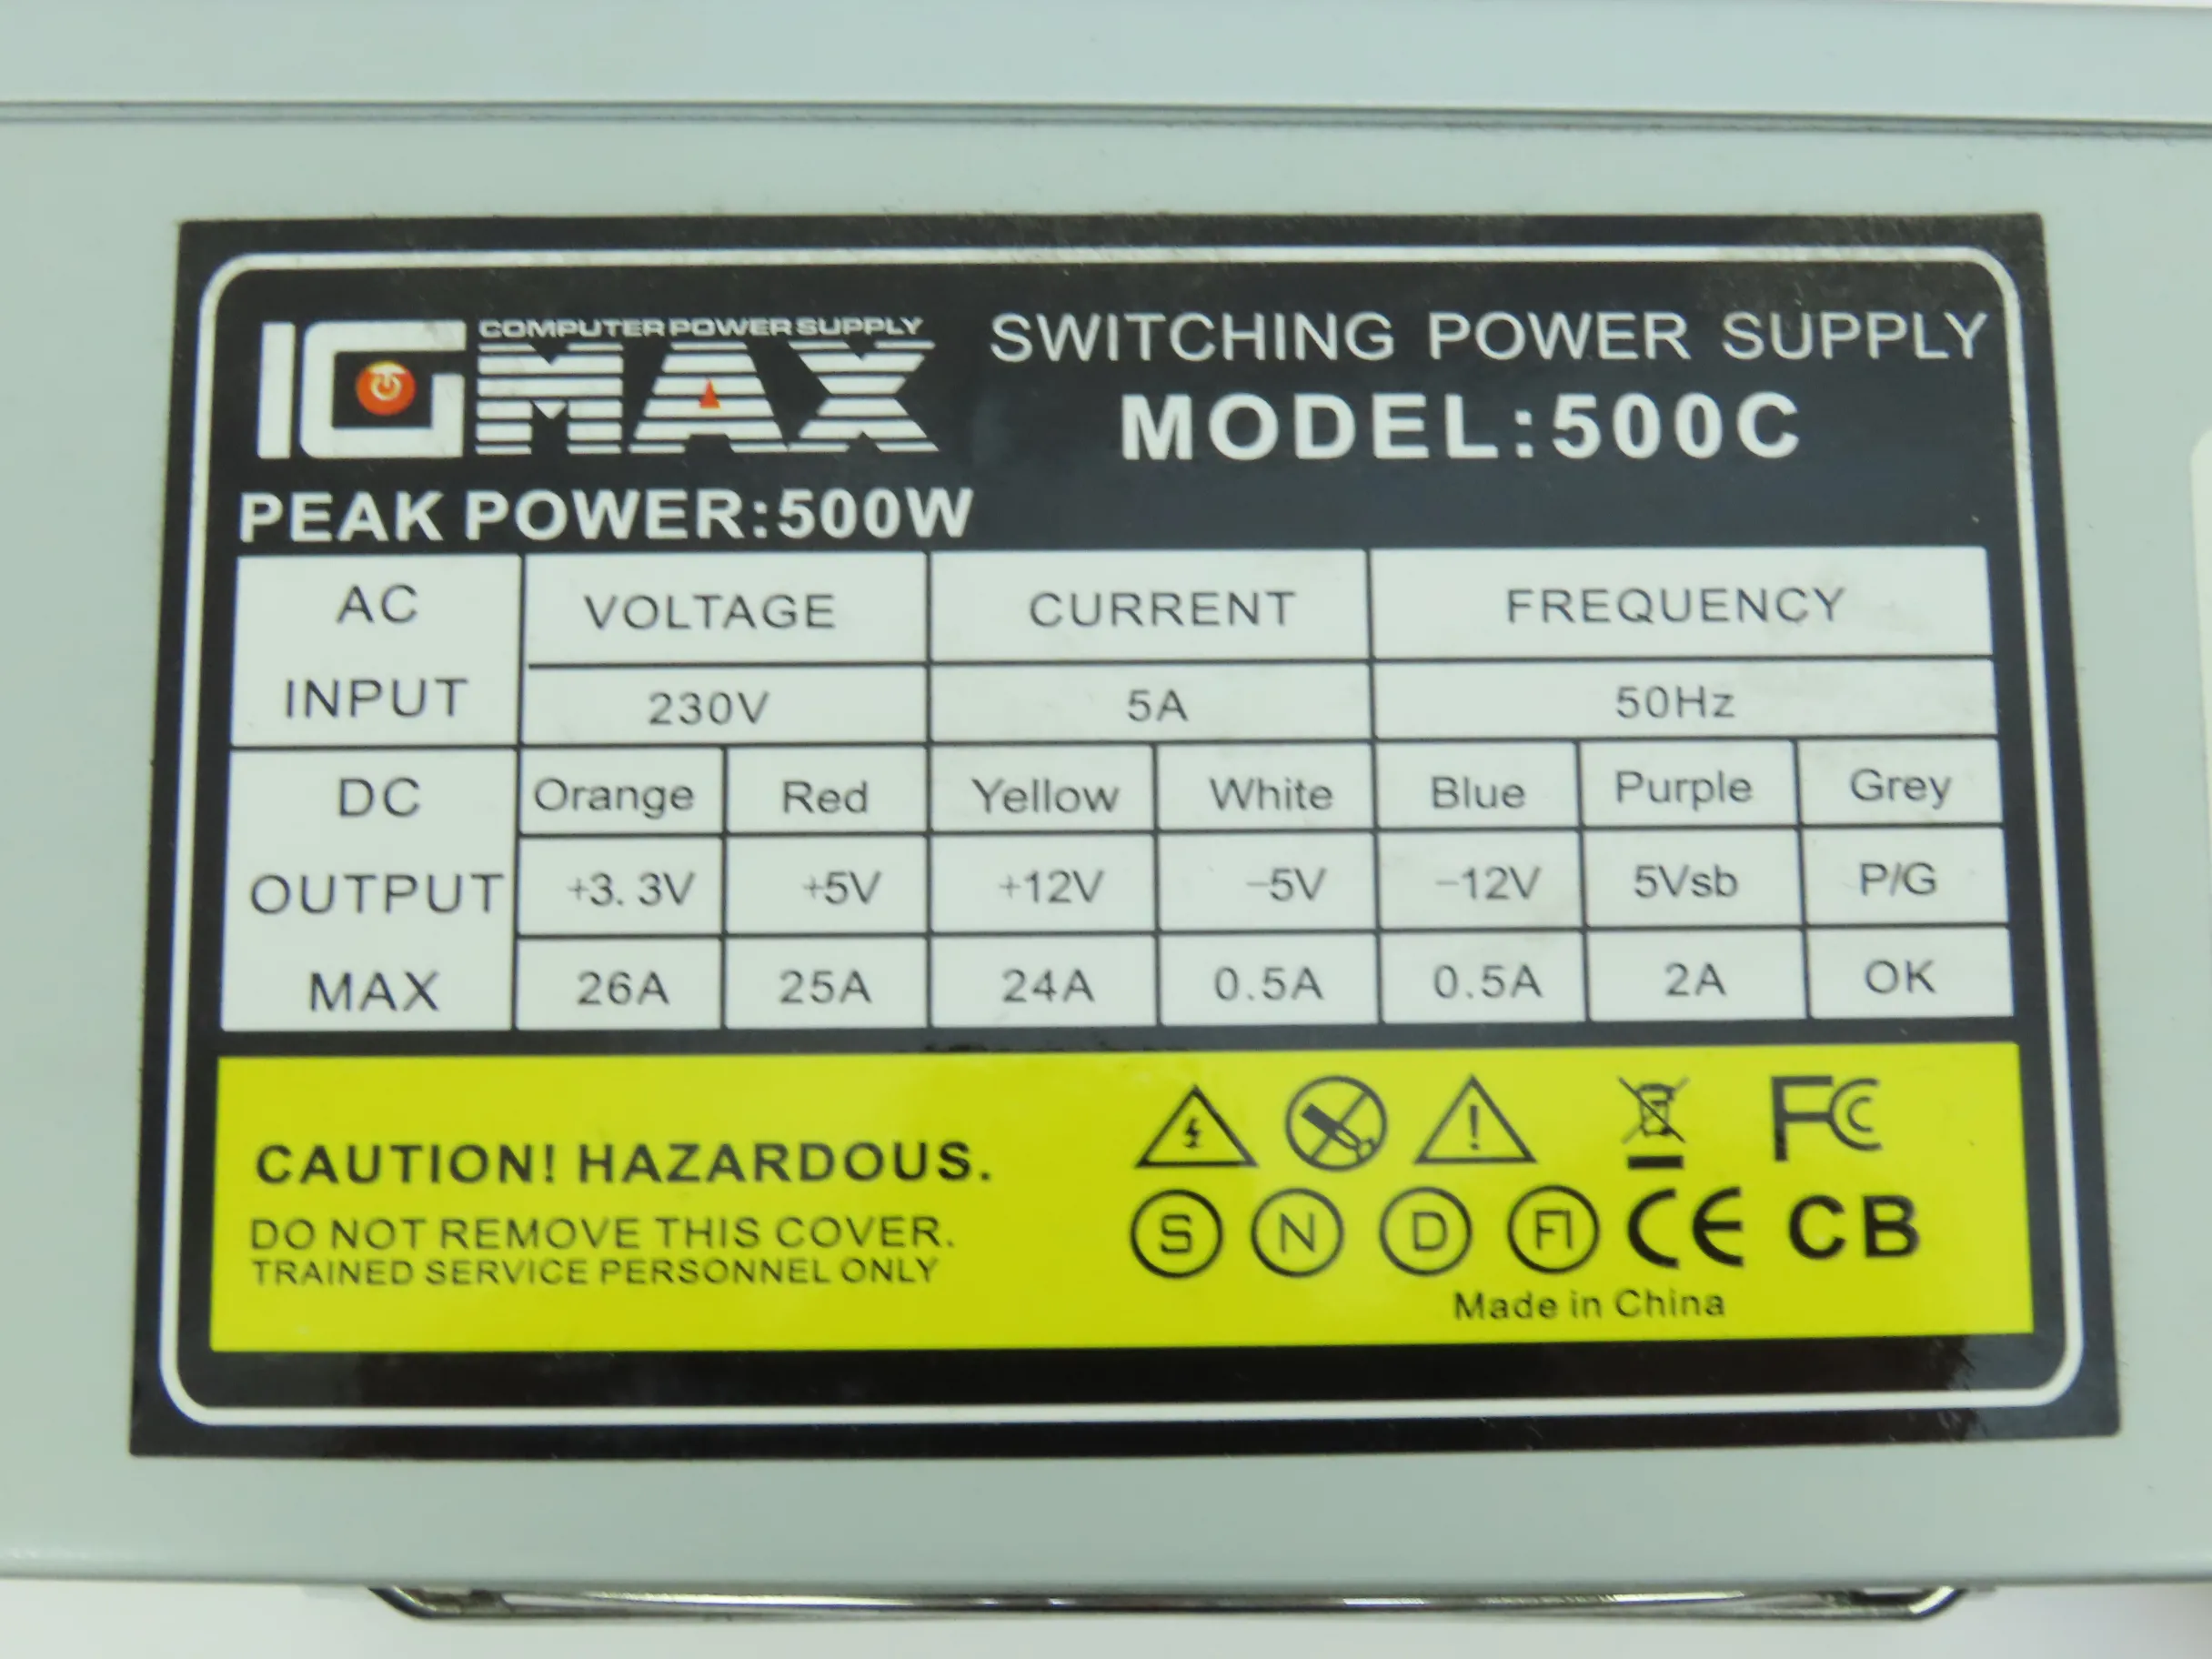 COMPUTER POWER SUPPLY
IGMAX
SWITCHING POWER SUPPLY
MODEL:500C
PEAK POWER:500W
AC INPUT
VOLTAGE CURRENT FREQUENCY
230V 5A 50Hz
DC OUTPUT MAX
Orange Red Yellow White Blue Purple Grey
+3.3V +5V +12V -5V -12V 5Vsb P/G
26A 25A 24A 0.5A 0.5A 2A OK
CAUTION! HAZARDOUS.
DO NOT REMOVE THIS COVER.
TRAINED SERVICE PERSONNEL ONLY
FC
S N D FI CE CB
Made in China